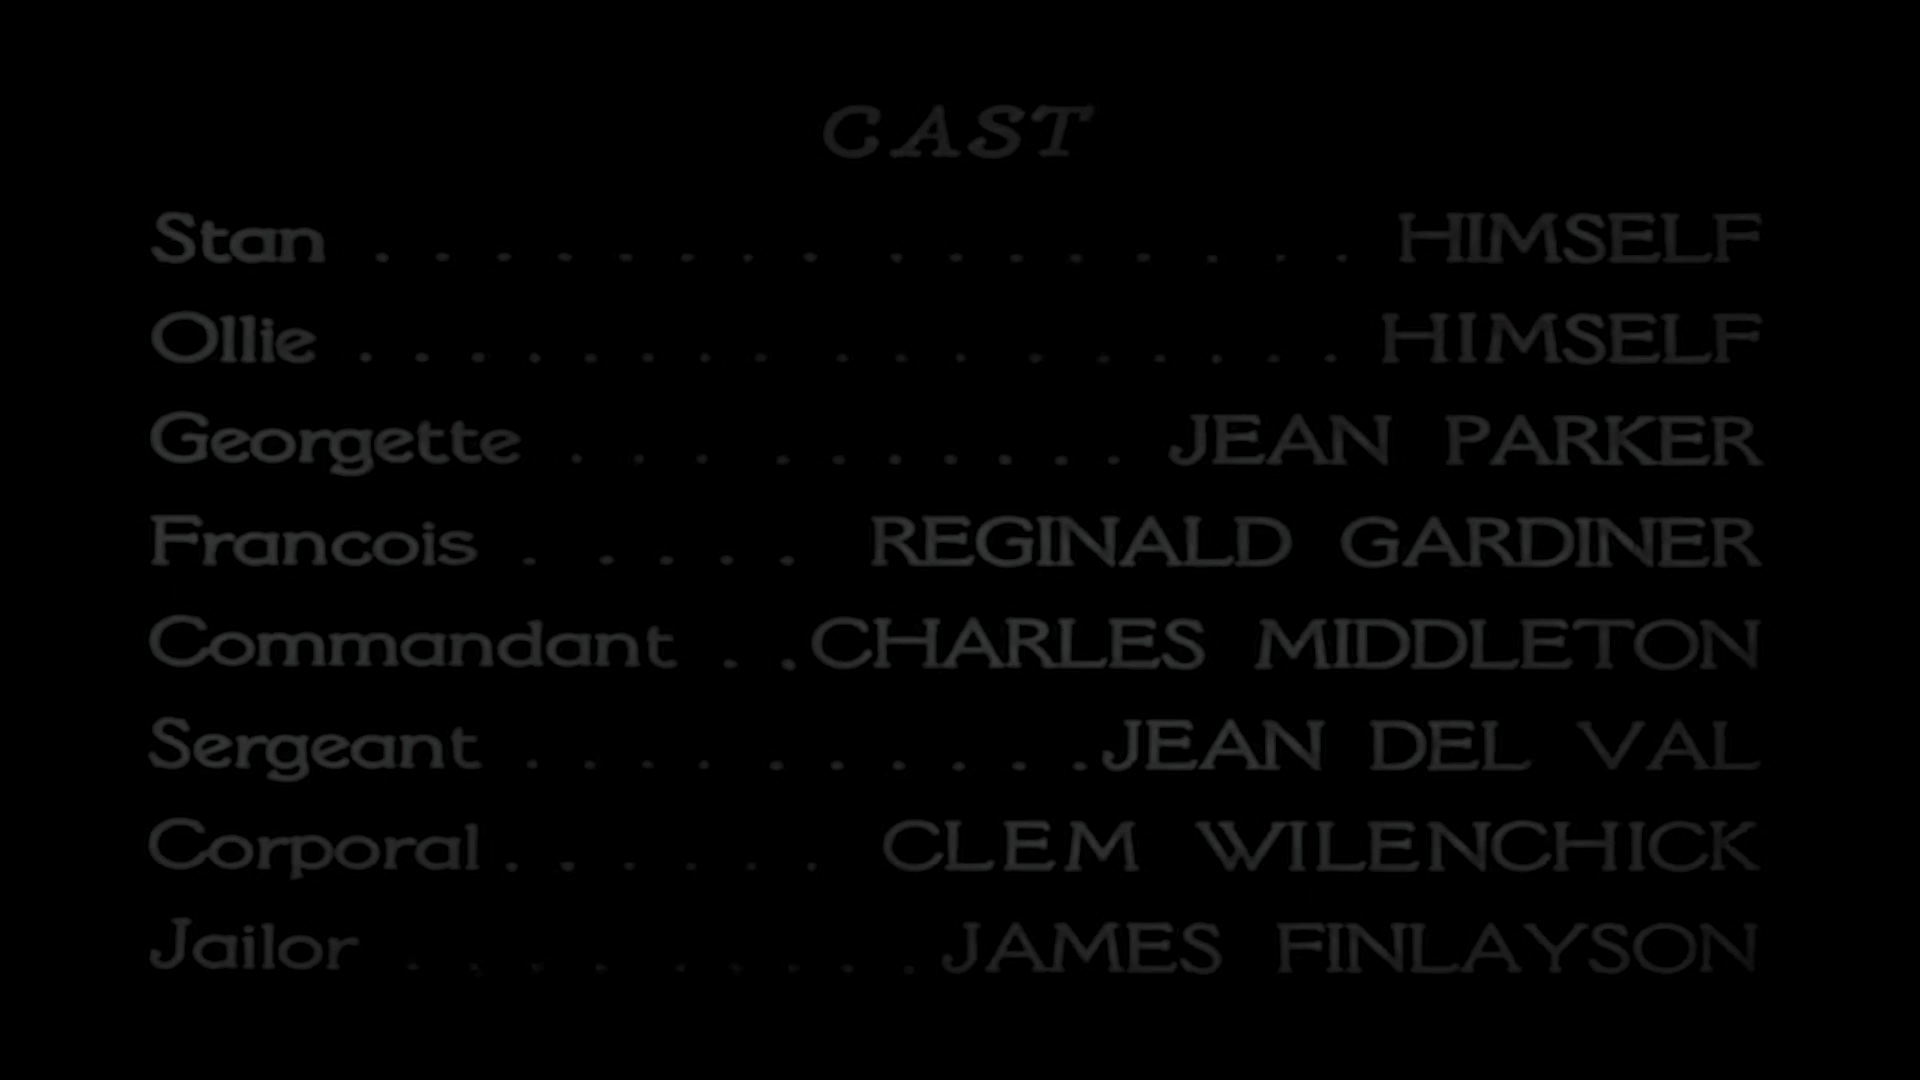 CAST
Stan . . . . . . . . . . . . . . . . HIMSELF
Ollie . . . . . . . . . . . . . . . . HIMSELF
Georgette . . . . . . . . . . JEAN PARKER
Francois . . . . . REGINALD GARDINER
Commandant . . CHARLES MIDDLETON
Sergeant . . . . . . . . . . JEAN DEL VAL
Corporal . . . . . . CLEM WILENCHICK
Jailor . . . . . . . . . JAMES FINLAYSON